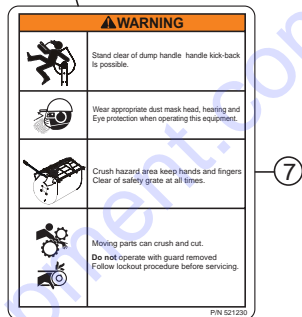 WARNING
Stand clear of dump handle handle kick-back
Is possible.
Wear appropriate dust mask head, hearing and
Eye protection when operating this equipment.
Crush hazard area keep hands and fingers
Clear of safety grate at all times.
7
Moving parts can crush and cut.
Do not operate with guard removed
Follow lockout procedure before servicing.
P/N 521230